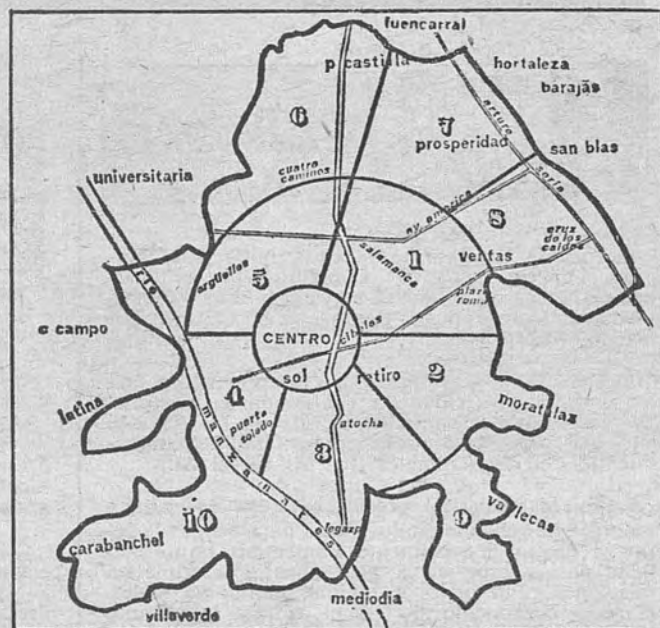 fuencarral
p castilla
hortaleza
barajas
6
7
prosperidad
arturo
soria
san blas
universitaria
cuatro
caminos
av america
8
cruz
de los
caidos
salamanca
1
ventas
argüelles
5
plaza
roma
rio
CENTRO
cibeles
c campo
sol
retiro
2
4
latina
puerta
toledo
atocha
moratalaz
manzanares
3
10
9
vallecas
legazpi
carabanchel
villaverde
mediodia